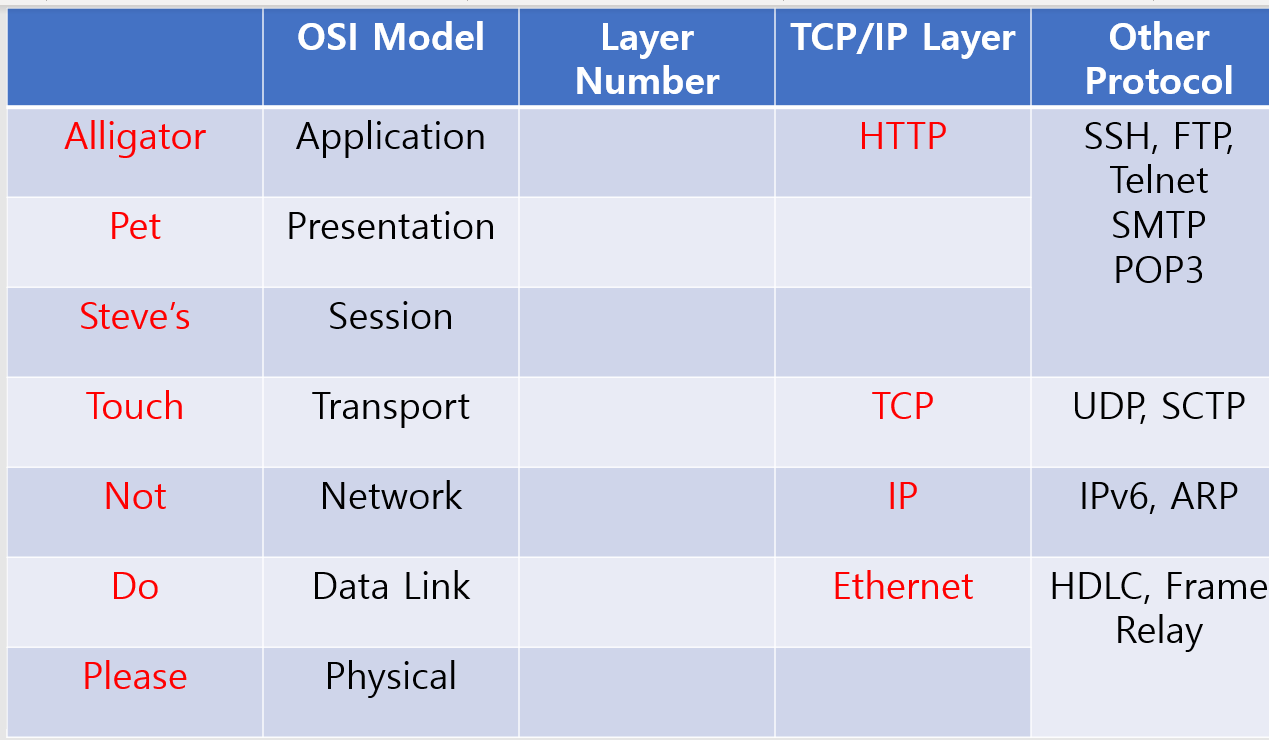 OSI Model
Layer
Number
TCP/IP Layer
Other
Protocol
Alligator
Application
HTTP
SSH, FTP,
Telnet
SMTP
POP3
Pet
Presentation
Steve’s
Session
Touch
Transport
TCP
UDP, SCTP
Not
Network
IP
IPv6, ARP
Do
Data Link
Ethernet
HDLC, Frame
Relay
Please
Physical